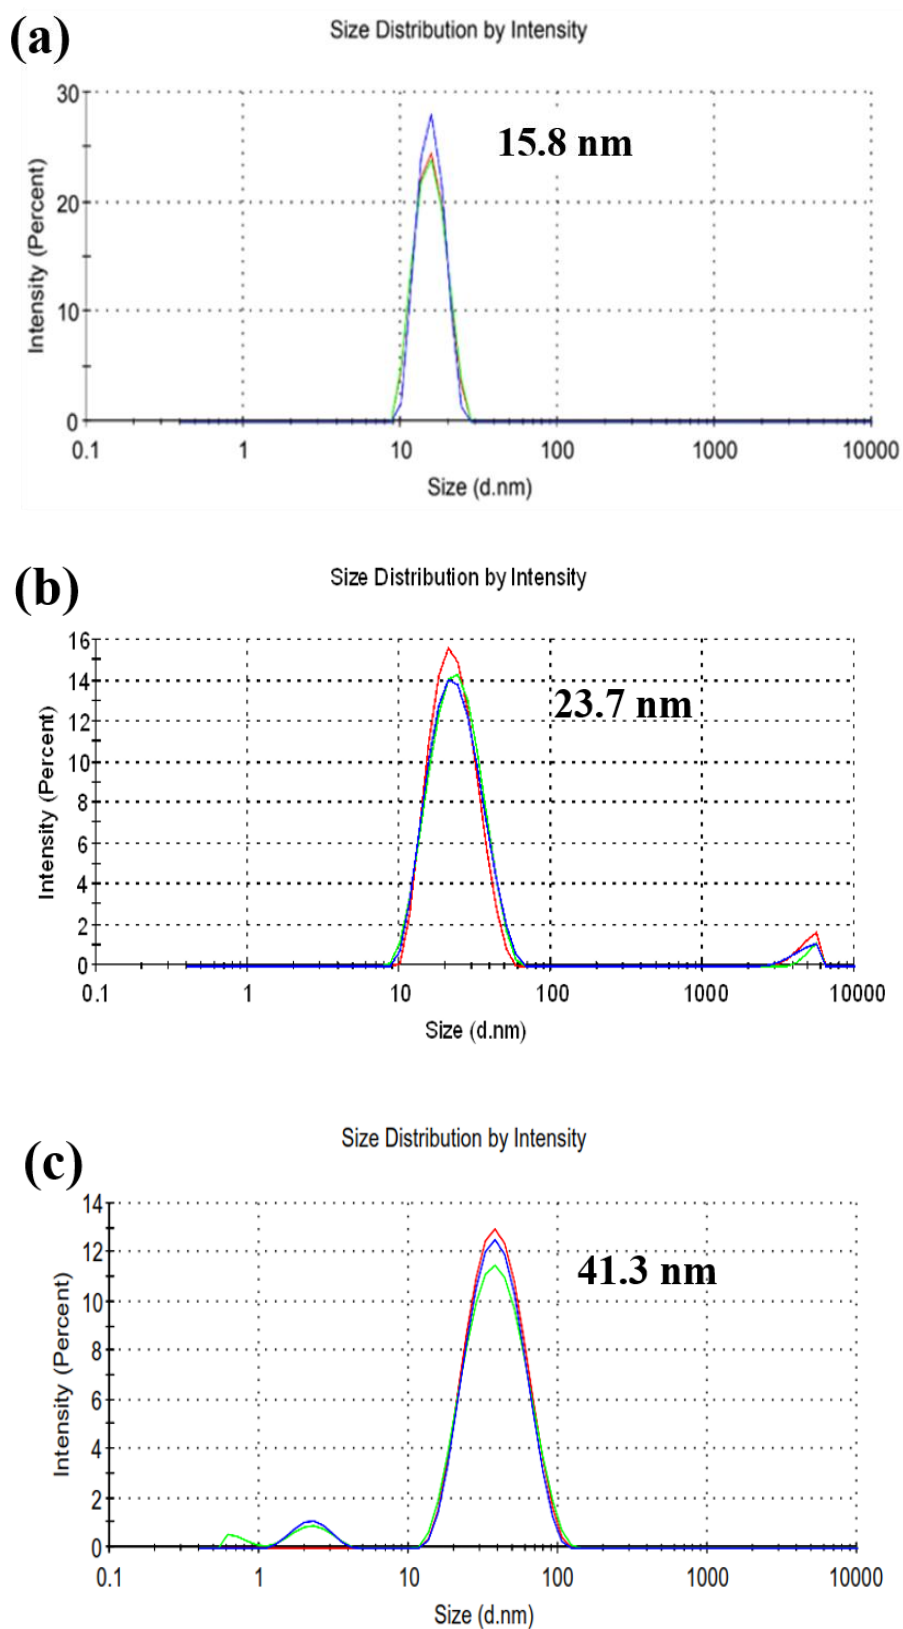 (a)
Size Distribution by Intensity
30
20
10
0
Intensity (Percent)
15.8 nm
0.1 1 10 100 1000 10000
Size (d.nm)
(b)
Size Distribution by Intensity
16
14
12
10
8
6
4
2
0
Intensity (Percent)
23.7 nm
0.1 1 10 100 1000 10000
Size (d.nm)
(c)
Size Distribution by Intensity
14
12
10
8
6
4
2
0
Intensity (Percent)
41.3 nm
0.1 1 10 100 1000 10000
Size (d.nm)